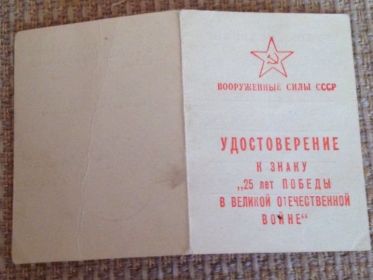 ВООРУЖЕННЫЕ СИЛЫ СССР
УДОСТОВЕРЕНИЕ
К ЗНАКУ
„25 лет ПОБЕДЫ
В ВЕЛИКОЙ ОТЕЧЕСТВЕННОЙ
ВОЙНЕ“